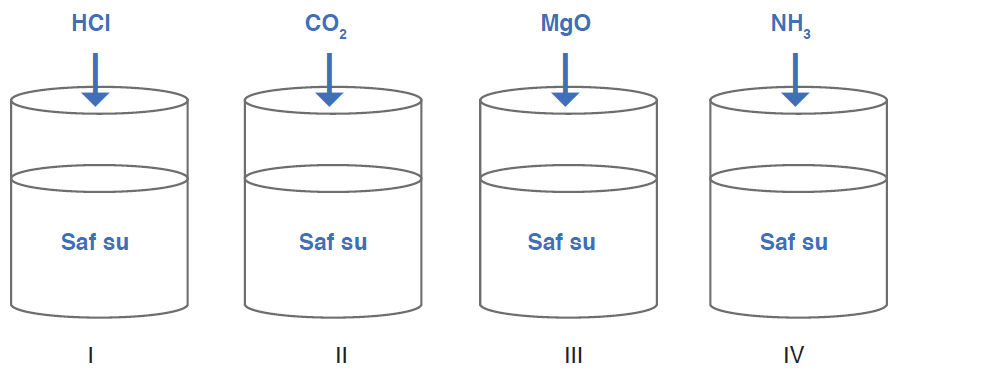 HCl CO₂ MgO NH₃
Saf su Saf su Saf su Saf su
I II III IV